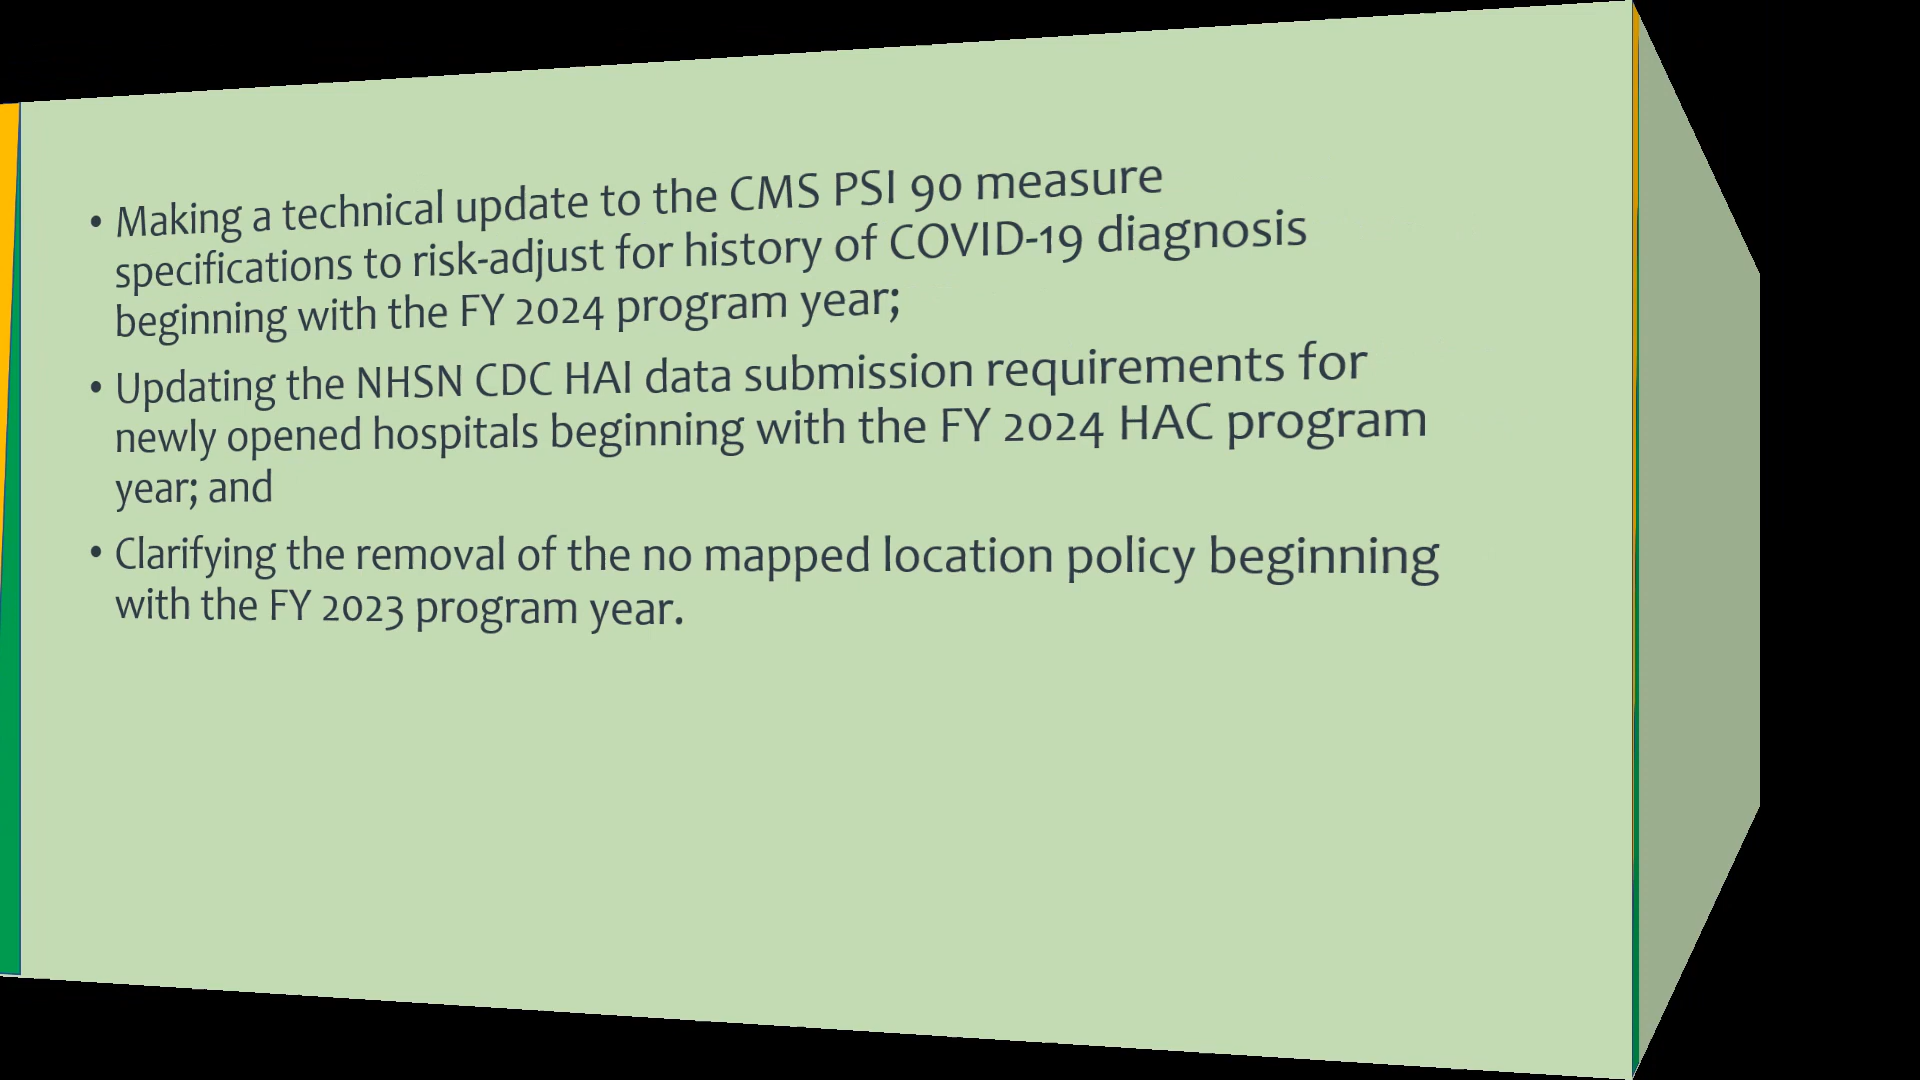 • Making a technical update to the CMS PSI 90 measure
specifications to risk-adjust for history of COVID-19 diagnosis
beginning with the FY 2024 program year;
• Updating the NHSN CDC HAI data submission requirements for
newly opened hospitals beginning with the FY 2024 HAC program
year; and
• Clarifying the removal of the no mapped location policy beginning
with the FY 2023 program year.